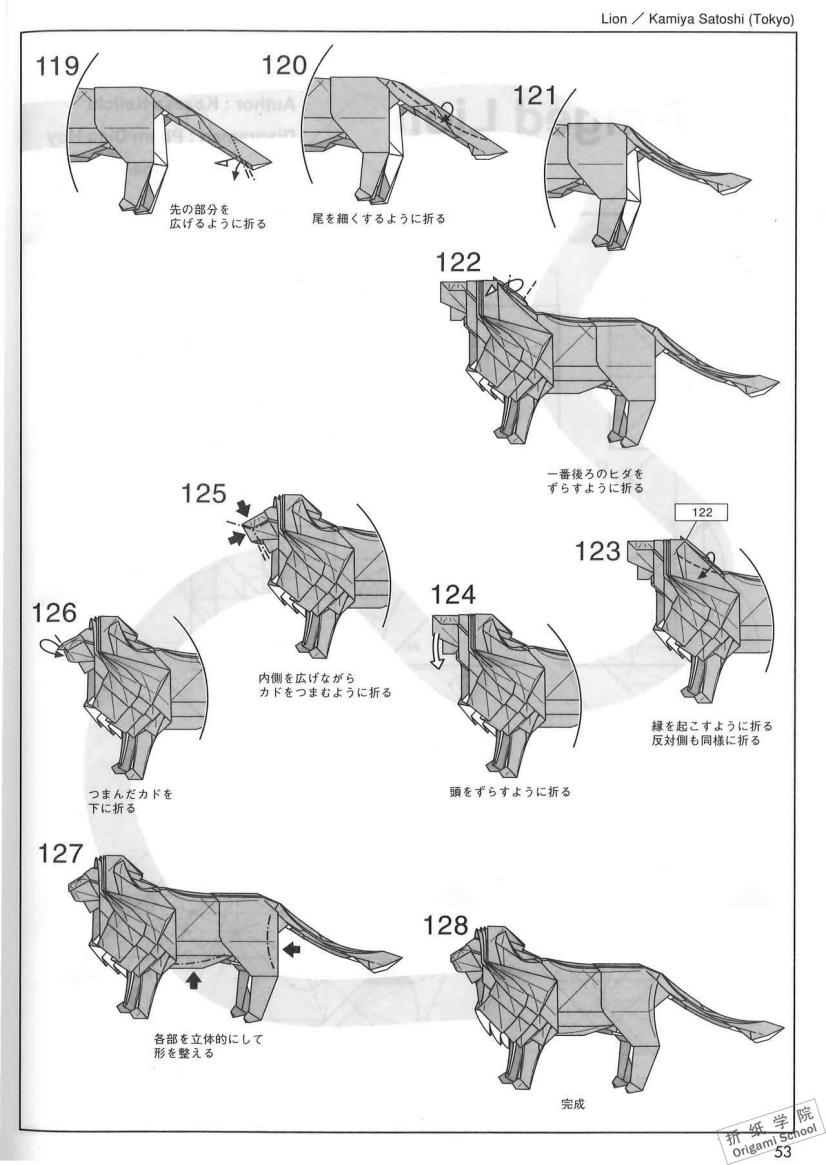 Lion ／ Kamiya Satoshi (Tokyo)
119
先の部分を
広げるように折る
120
尾を細くするように折る
121
122
一番後ろのヒダを
ずらすように折る
122
123
縁を起こすように折る
反対側も同様に折る
124
頭をずらすように折る
125
内側を広げながら
カドをつまむように折る
126
つまんだカドを
下に折る
127
各部を立体的にして
形を整える
128
完成
折纸学院
Origami School
53